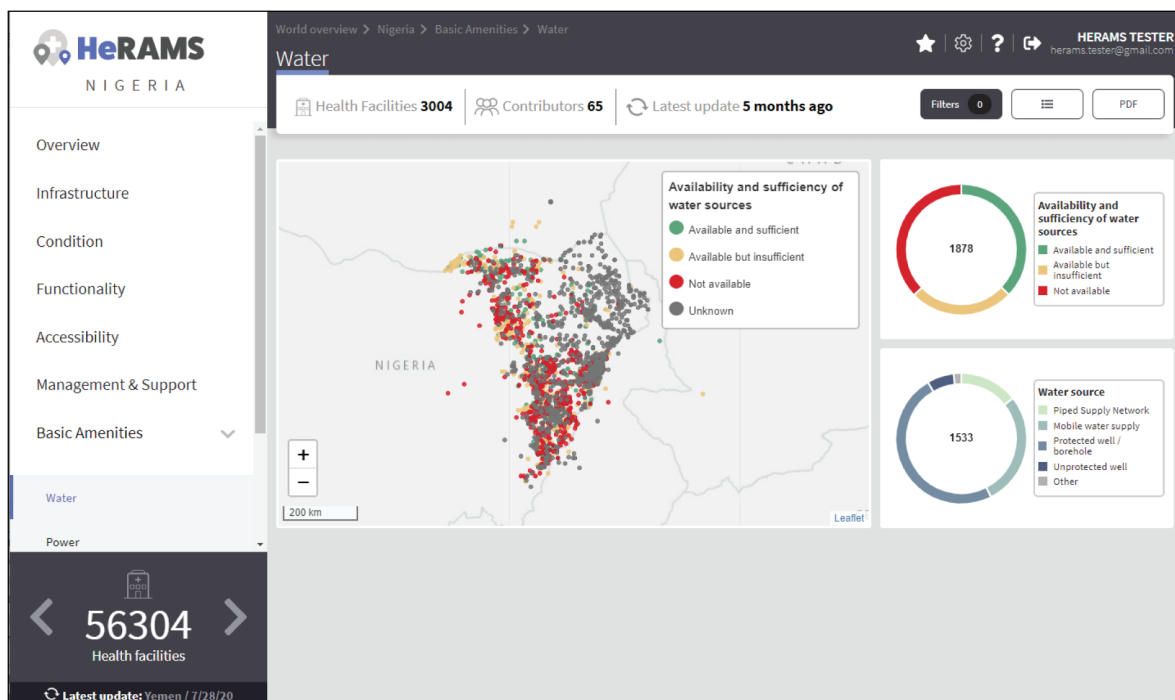 HeRAMS
NIGERIA
Overview
Infrastructure
Condition
Functionality
Accessibility
Management & Support
Basic Amenities
Water
Power
56304
Health facilities
Latest update: Yemen / 7/28/20
World overview > Nigeria > Basic Amenities > Water
Water
HERAMS TESTER
herams.tester@gmail.com
Health Facilities 3004
Contributors 65
Latest update 5 months ago
Filters 0
PDF
NIGERIA
Availability and sufficiency of
water sources
Available and sufficient
Available but insufficient
Not available
Unknown
+
−
200 km
Leaflet
1878
Availability and
sufficiency of water
sources
Available and sufficient
Available but
insufficient
Not available
1533
Water source
Piped Supply Network
Mobile water supply
Protected well /
borehole
Unprotected well
Other